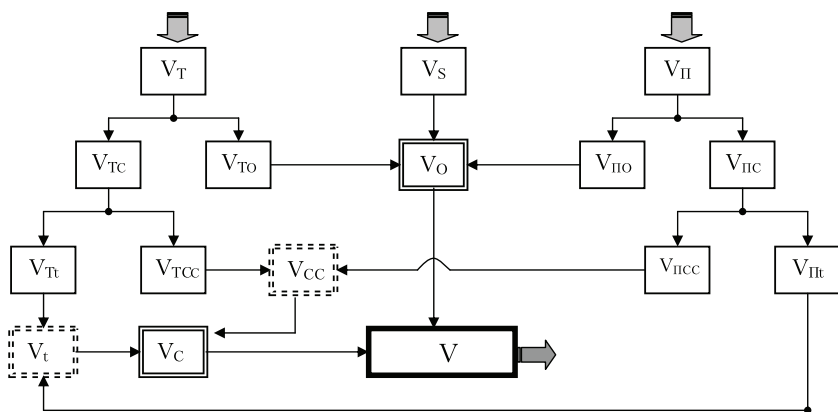 V_T
V_S
V_П
V_TC
V_TO
V_O
V_ПO
V_ПC
V_Tt
V_TCC
V_CC
V_ПCC
V_Пt
V_t
V_C
V